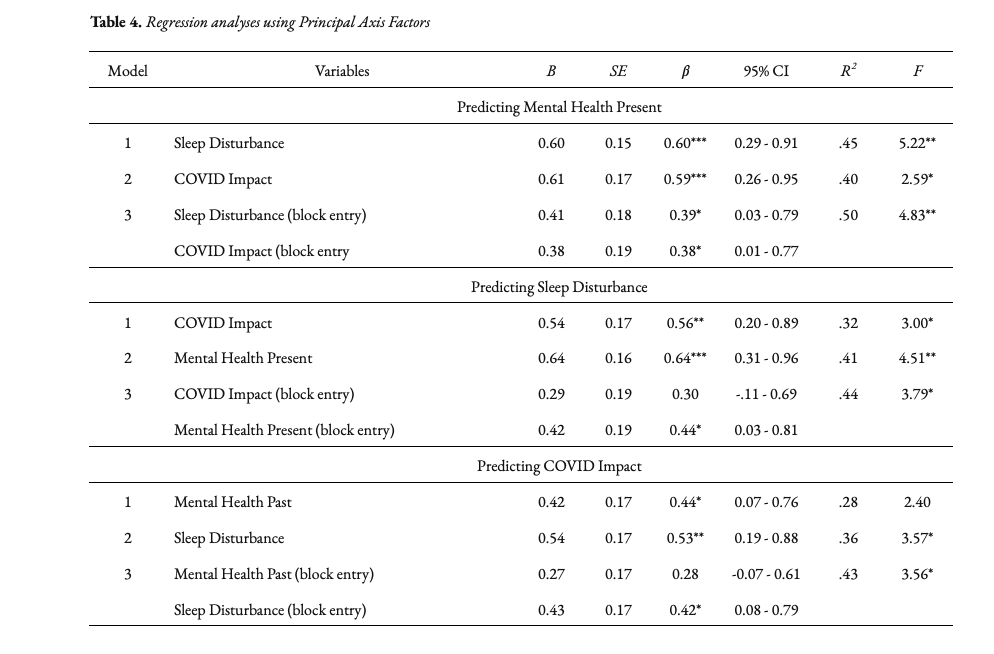 Table 4. Regression analyses using Principal Axis Factors
Model Variables B SE β 95% CI R² F
Predicting Mental Health Present
1 Sleep Disturbance 0.60 0.15 0.60*** 0.29 - 0.91 .45 5.22**
2 COVID Impact 0.61 0.17 0.59*** 0.26 - 0.95 .40 2.59*
3 Sleep Disturbance (block entry) 0.41 0.18 0.39* 0.03 - 0.79 .50 4.83**
COVID Impact (block entry 0.38 0.19 0.38* 0.01 - 0.77
Predicting Sleep Disturbance
1 COVID Impact 0.54 0.17 0.56** 0.20 - 0.89 .32 3.00*
2 Mental Health Present 0.64 0.16 0.64*** 0.31 - 0.96 .41 4.51**
3 COVID Impact (block entry) 0.29 0.19 0.30 -.11 - 0.69 .44 3.79*
Mental Health Present (block entry) 0.42 0.19 0.44* 0.03 - 0.81
Predicting COVID Impact
1 Mental Health Past 0.42 0.17 0.44* 0.07 - 0.76 .28 2.40
2 Sleep Disturbance 0.54 0.17 0.53** 0.19 - 0.88 .36 3.57*
3 Mental Health Past (block entry) 0.27 0.17 0.28 -0.07 - 0.61 .43 3.56*
Sleep Disturbance (block entry) 0.43 0.17 0.42* 0.08 - 0.79